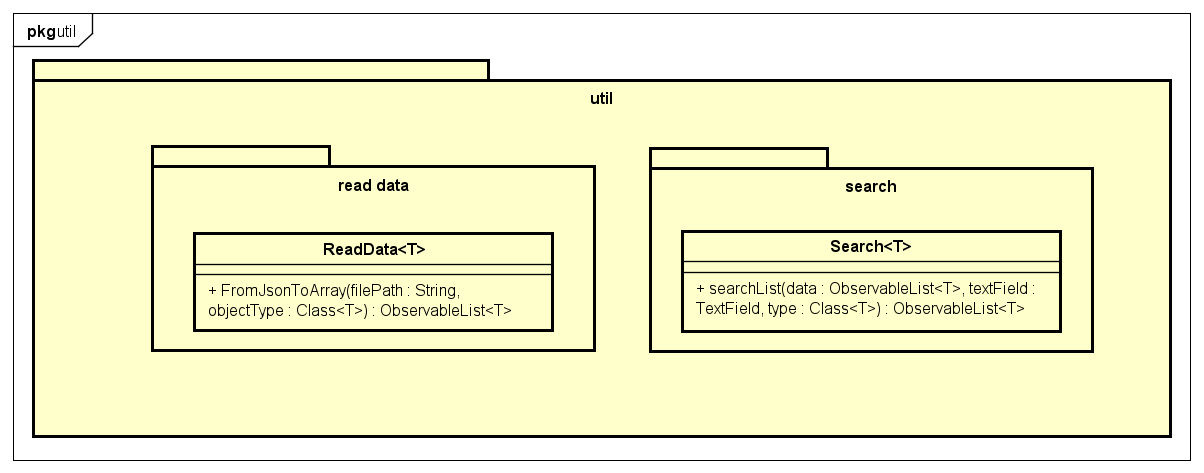 pkgutil
util
read data
ReadData<T>
+ FromJsonToArray(filePath : String,
objectType : Class<T>) : ObservableList<T>
search
Search<T>
+ searchList(data : ObservableList<T>, textField :
TextField, type : Class<T>) : ObservableList<T>